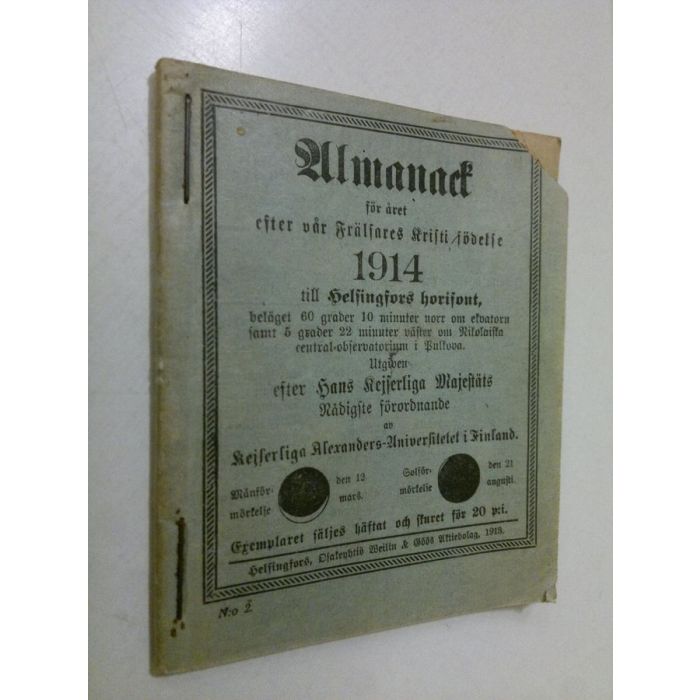 Almanack
för året
efter vår Frälsares Kristi födelse
1914
till Helsingfors horisont,
beläget 60 grader 10 minuter norr om ekvatorn
samt 5 grader 22 minuter väster om Nikolaiska
central-observatorium i Pulkova.
Utgifven
efter Hans Kejserliga Majestäts
Nådigste förordnande
av
Kejserliga Alexanders-Universitetet i Finland.
Månför- den 12
mörkelse mars.
Solför- den 21
mörkelse augusti.
Exemplaret säljes häftat och skuret för 20 p:i.
Helsingfors, Osakeyhtiö Weilin & Göös Aktiebolag, 1913.
N:o 2